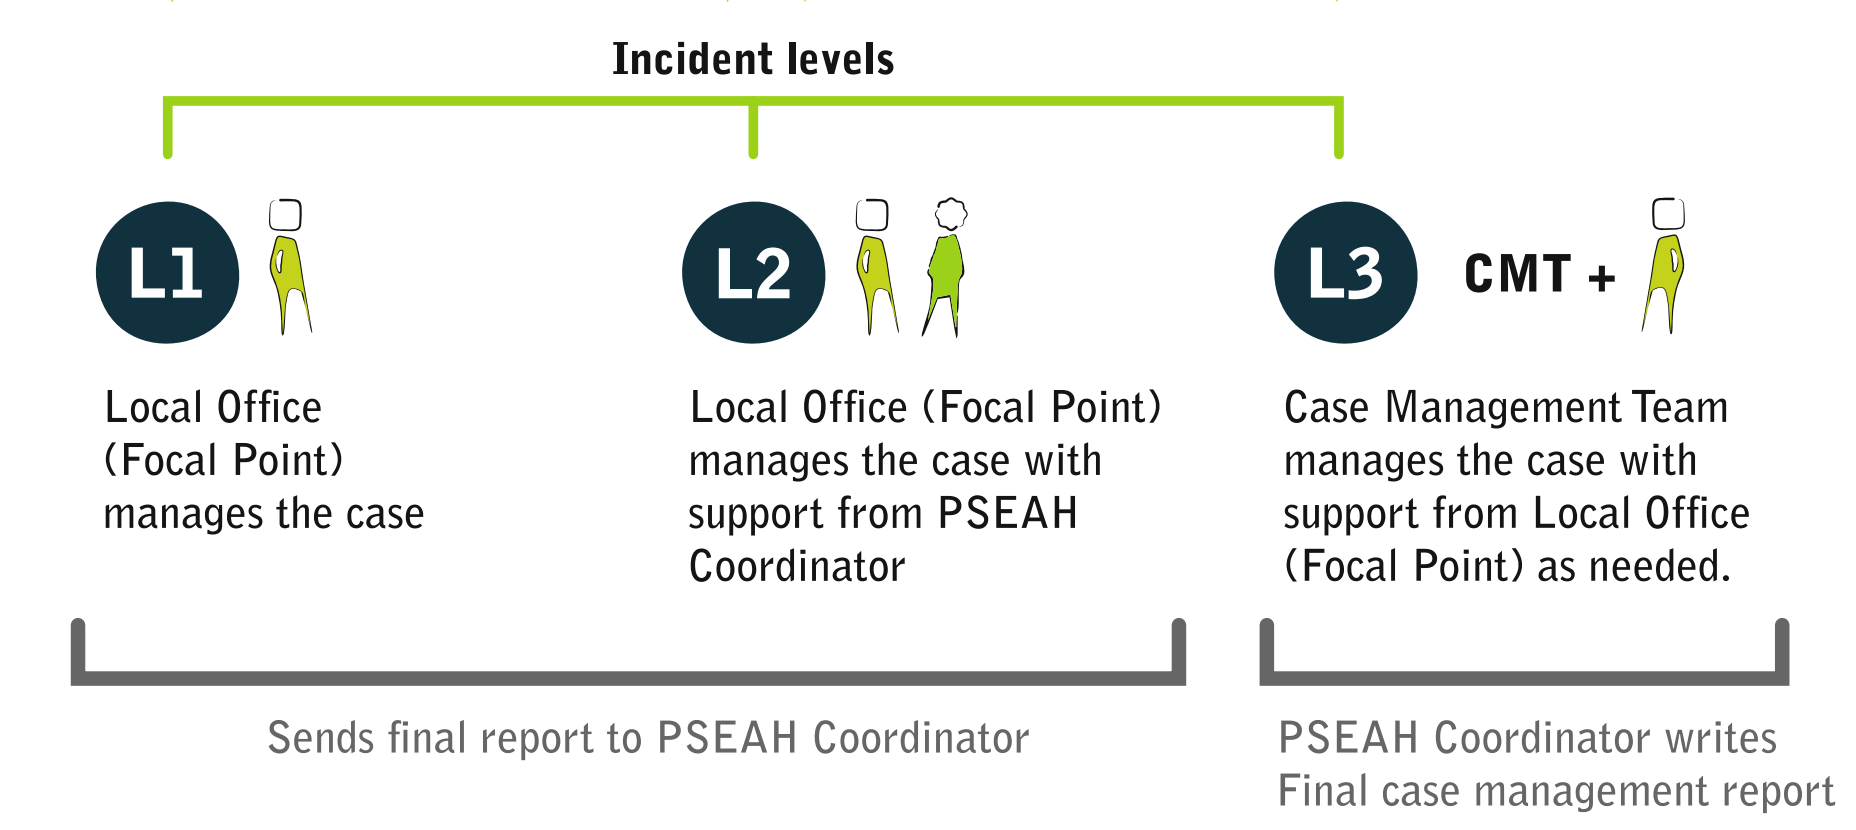 Incident levels
L1
L2
L3
CMT +
Local Office
(Focal Point)
manages the case
Local Office (Focal Point)
manages the case with
support from PSEAH
Coordinator
Case Management Team
manages the case with
support from Local Office
(Focal Point) as needed.
Sends final report to PSEAH Coordinator
PSEAH Coordinator writes
Final case management report